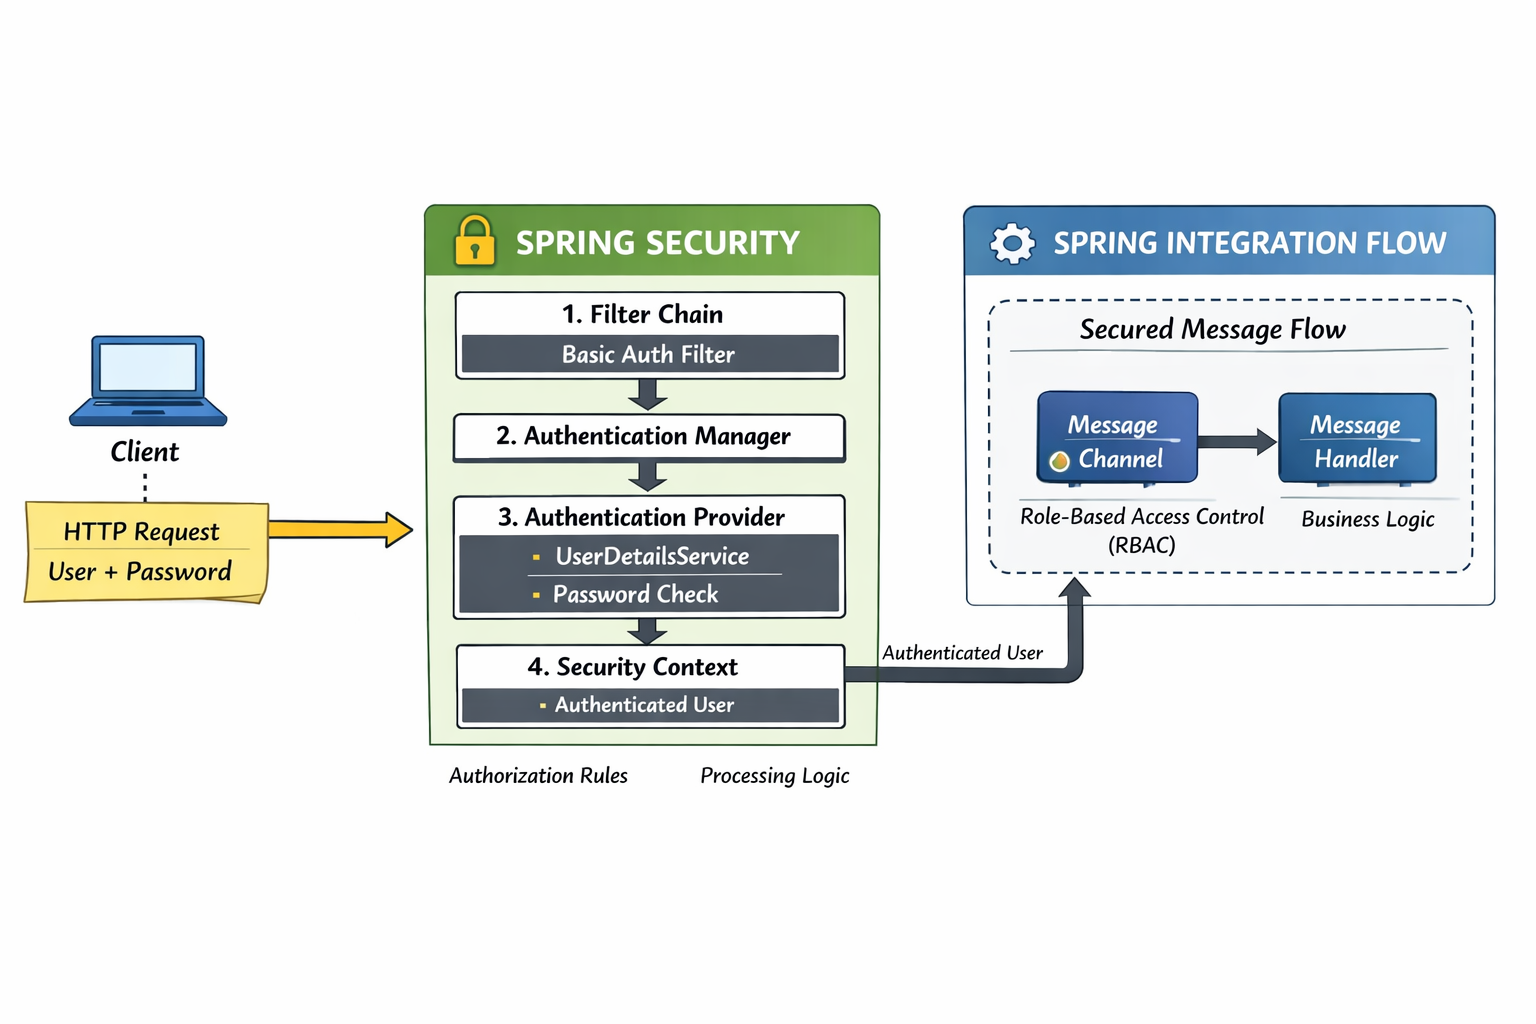 Client
HTTP Request
User + Password
SPRING SECURITY
1. Filter Chain
Basic Auth Filter
2. Authentication Manager
3. Authentication Provider
▪ UserDetailsService
▪ Password Check
4. Security Context
▪ Authenticated User
Authorization Rules
Processing Logic
Authenticated User
SPRING INTEGRATION FLOW
Secured Message Flow
Message
Channel
Role-Based Access Control
(RBAC)
Message
Handler
Business Logic